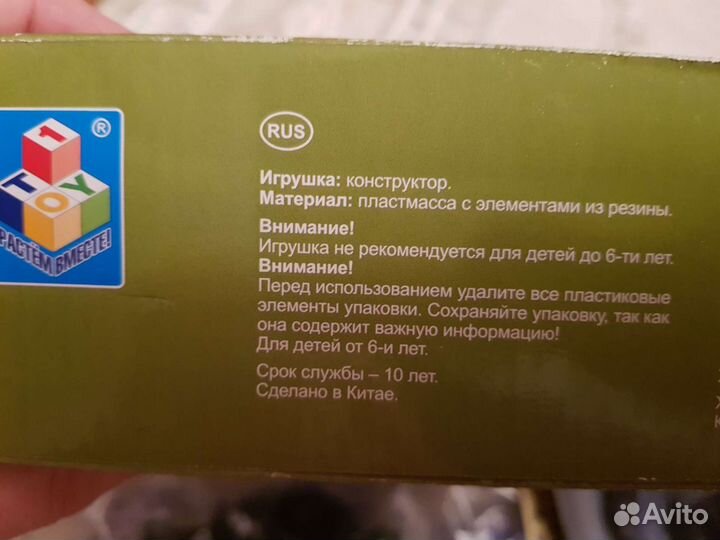 1
TOY
®
РАСТЁМ ВМЕСТЕ!
RUS
Игрушка: конструктор.
Материал: пластмасса с элементами из резины.
Внимание!
Игрушка не рекомендуется для детей до 6-ти лет.
Внимание!
Перед использованием удалите все пластиковые
элементы упаковки. Сохраняйте упаковку, так как
она содержит важную информацию!
Для детей от 6-и лет.
Срок службы – 10 лет.
Сделано в Китае.
Avito